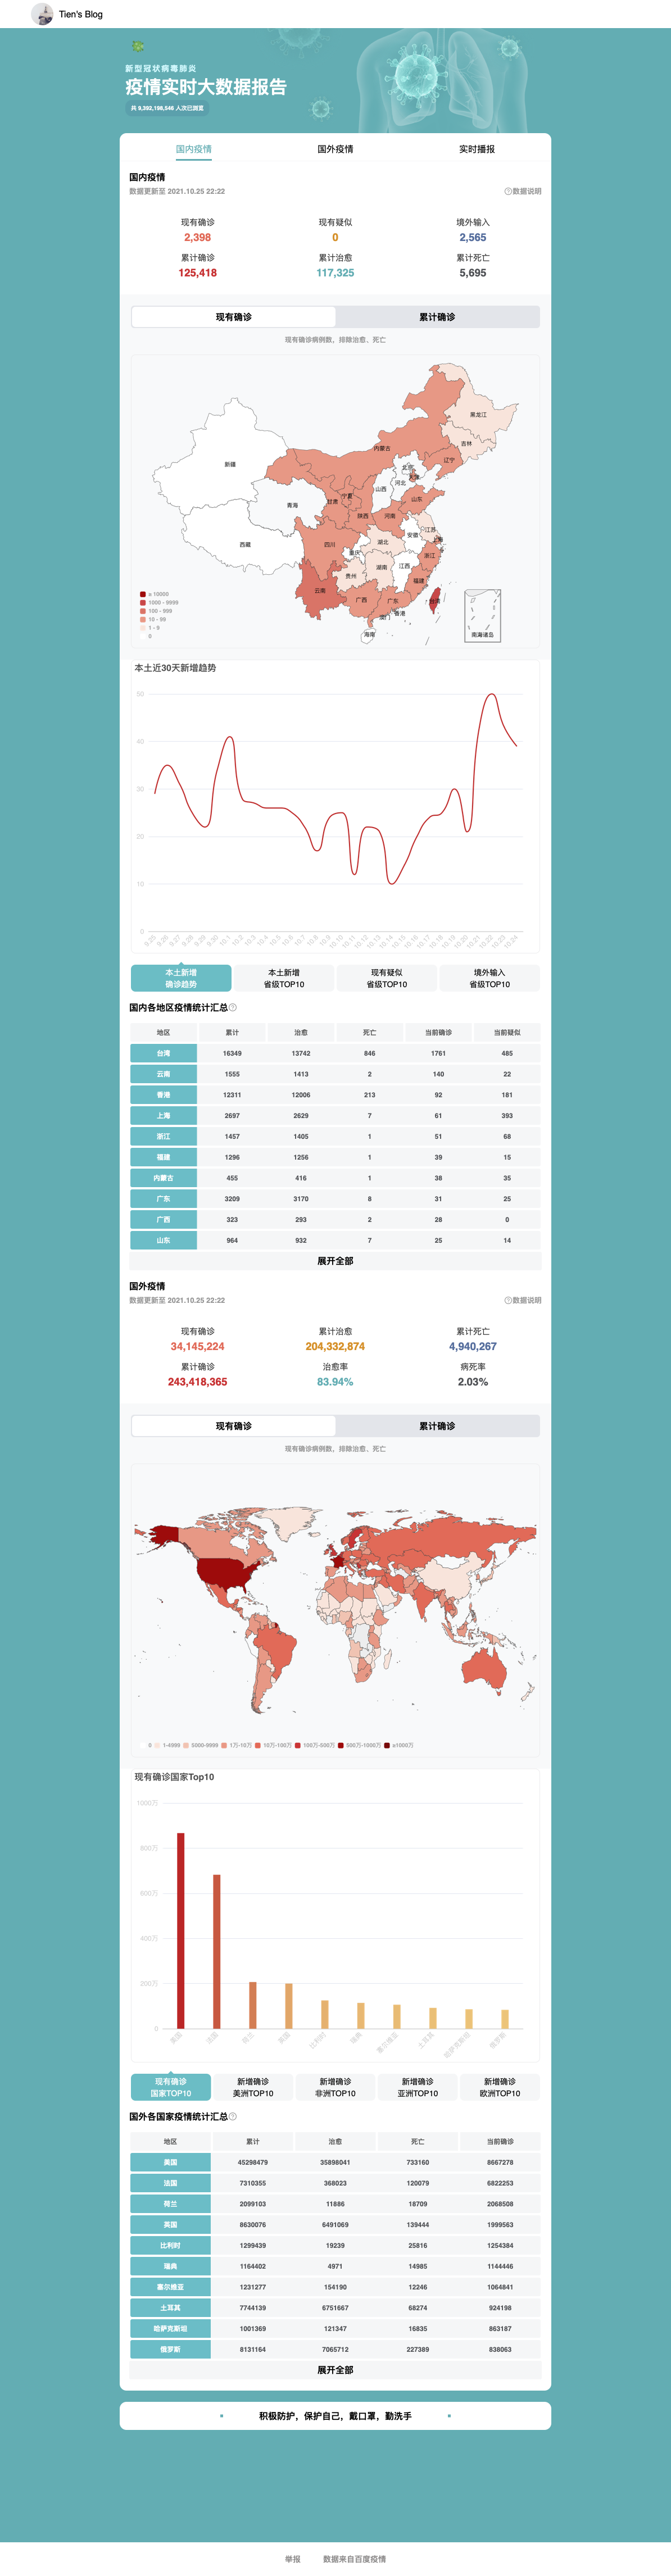 Tien's Blog
新型冠状病毒肺炎
疫情实时大数据报告
共 9,392,198,546 人次已浏览
国内疫情 国外疫情 实时播报
国内疫情
数据更新至 2021.10.25 22:22 ?数据说明
现有确诊 现有疑似 境外输入
2,398 0 2,565
累计确诊 累计治愈 累计死亡
125,418 117,325 5,695
现有确诊 累计确诊
现有确诊病例数，排除治愈、死亡
黑龙江
吉林
内蒙古
辽宁
新疆
北京
天津
河北
山西
宁夏
山东
青海
甘肃
陕西
河南
江苏
安徽
上海
西藏
四川
湖北
重庆
浙江
湖南
江西
贵州
福建
云南
广西
广东
台湾
香港
澳门
海南
南海诸岛
≥ 10000
1000 - 9999
100 - 999
10 - 99
1 - 9
0
本土近30天新增趋势
50
40
30
20
10
0
9.25 9.26 9.27 9.28 9.29 9.30 10.1 10.2 10.3 10.4 10.5 10.6 10.7 10.8 10.9 10.10 10.11 10.12 10.13 10.14 10.15 10.16 10.17 10.18 10.19 10.20 10.21 10.22 10.23 10.24
本土新增 本土新增 现有疑似 境外输入
确诊趋势 省级TOP10 省级TOP10 省级TOP10
国内各地区疫情统计汇总?
地区 累计 治愈 死亡 当前确诊 当前疑似
台湾 16349 13742 846 1761 485
云南 1555 1413 2 140 22
香港 12311 12006 213 92 181
上海 2697 2629 7 61 393
浙江 1457 1405 1 51 68
福建 1296 1256 1 39 15
内蒙古 455 416 1 38 35
广东 3209 3170 8 31 25
广西 323 293 2 28 0
山东 964 932 7 25 14
展开全部
国外疫情
数据更新至 2021.10.25 22:22 ?数据说明
现有确诊 累计治愈 累计死亡
34,145,224 204,332,874 4,940,267
累计确诊 治愈率 病死率
243,418,365 83.94% 2.03%
现有确诊 累计确诊
现有确诊病例数，排除治愈、死亡
0 1-4999 5000-9999 1万-10万 10万-100万 100万-500万 500万-1000万 ≥1000万
现有确诊国家Top10
1000万
800万
600万
400万
200万
0
美国 法国 荷兰 英国 比利时 瑞典 塞尔维亚 土耳其 哈萨克斯坦 俄罗斯
现有确诊 新增确诊 新增确诊 新增确诊 新增确诊
国家TOP10 美洲TOP10 非洲TOP10 亚洲TOP10 欧洲TOP10
国外各国家疫情统计汇总?
地区 累计 治愈 死亡 当前确诊
美国 45298479 35898041 733160 8667278
法国 7310355 368023 120079 6822253
荷兰 2099103 11886 18709 2068508
英国 8630076 6491069 139444 1999563
比利时 1299439 19239 25816 1254384
瑞典 1164402 4971 14985 1144446
塞尔维亚 1231277 154190 12246 1064841
土耳其 7744139 6751667 68274 924198
哈萨克斯坦 1001369 121347 16835 863187
俄罗斯 8131164 7065712 227389 838063
展开全部
积极防护，保护自己，戴口罩，勤洗手
举报 数据来自百度疫情